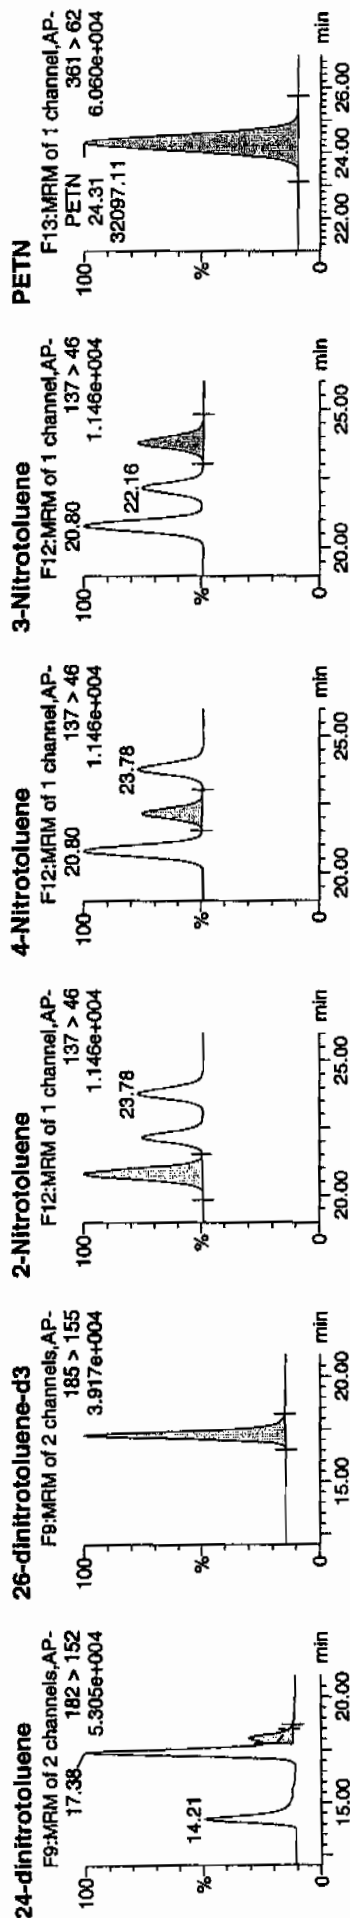 24-dinitrotoluene
F9:MRM of 2 channels,AP-
182 > 152
5.305e+004
17.38
14.21
100
%
0
15.00
20.00
min
26-dinitrotoluene-d3
F9:MRM of 2 channels,AP-
185 > 155
3.917e+004
100
%
0
15.00
20.00
min
2-Nitrotoluene
F12:MRM of 1 channel,AP-
137 > 46
1.146e+004
23.78
100
%
0
20.00
25.00
min
4-Nitrotoluene
F12:MRM of 1 channel,AP-
137 > 46
1.146e+004
20.80
23.78
100
%
0
20.00
25.00
min
3-Nitrotoluene
F12:MRM of 1 channel,AP-
137 > 46
1.146e+004
20.80
22.16
100
%
0
20.00
25.00
min
PETN
F13:MRM of 1 channel,AP-
361 > 62
6.060e+004
PETN
24.31
32097.11
100
%
0
22.00
24.00
26.00
min